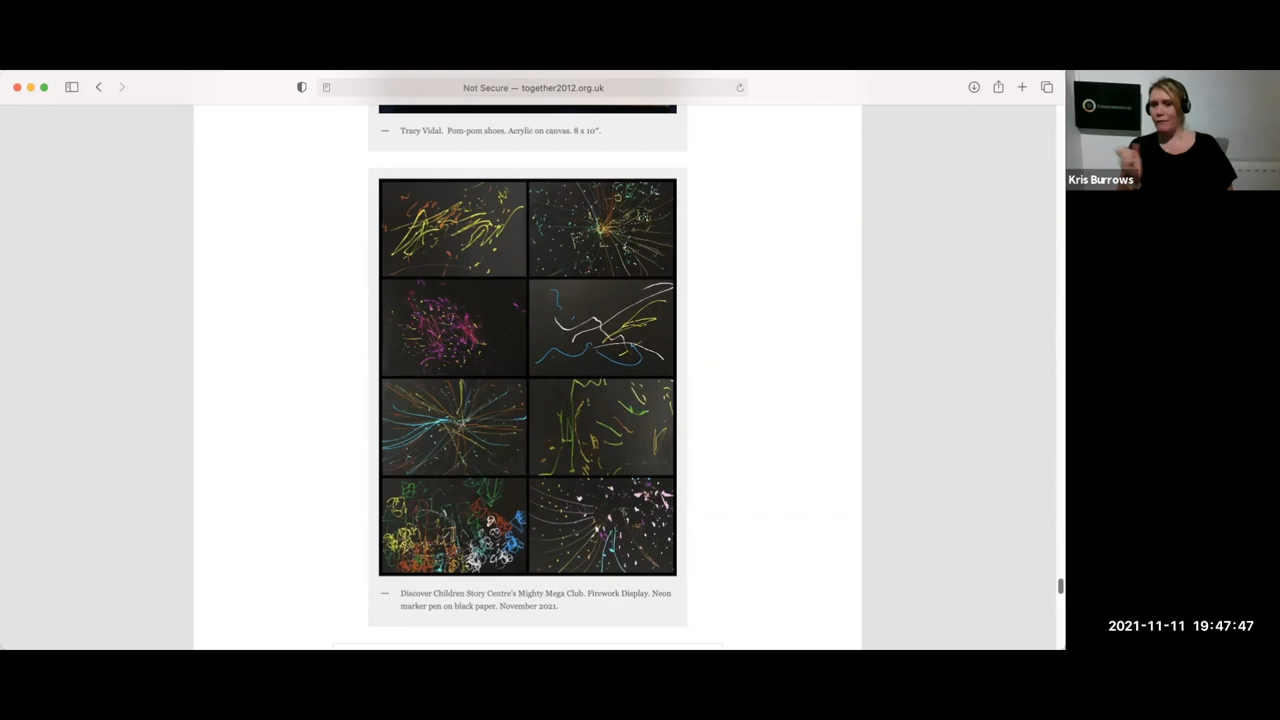 Not Secure — together2012.org.uk
— Tracy Vidal. Pom-pom shoes. Acrylic on canvas. 8 x 10".
Kris Burrows
— Discover Children Story Centre's Mighty Mega Club. Firework Display. Neon
marker pen on black paper. November 2021.
2021-11-11 19:47:47